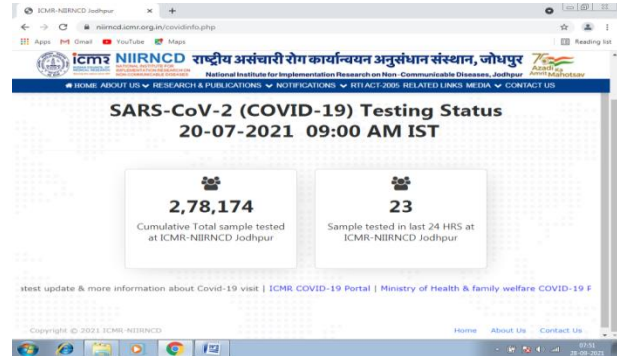 ICMR-NIIRNCD Jodhpur
niirncd.icmr.org.in/covidinfo.php
Apps Gmail YouTube Maps Reading list
icmr NIIRNCD राष्ट्रीय असंचारी रोग कार्यान्वयन अनुसंधान संस्थान, जोधपुर
National Institute for Implementation Research on Non-Communicable Diseases, Jodhpur
Azadi Ka Amrit Mahotsav
HOME ABOUT US RESEARCH & PUBLICATIONS NOTIFICATIONS RTI ACT-2005 RELATED LINKS MEDIA CONTACT US
SARS-CoV-2 (COVID-19) Testing Status
20-07-2021 09:00 AM IST
2,78,174
Cumulative Total sample tested
at ICMR-NIIRNCD Jodhpur
23
Sample tested in last 24 HRS at
ICMR-NIIRNCD Jodhpur
atest update & more information about Covid-19 visit | ICMR COVID-19 Portal | Ministry of Health & family welfare COVID-19 P
Copyright © 2021 ICMR-NIIRNCD Home About Us Contact Us
07:51
28-09-2021